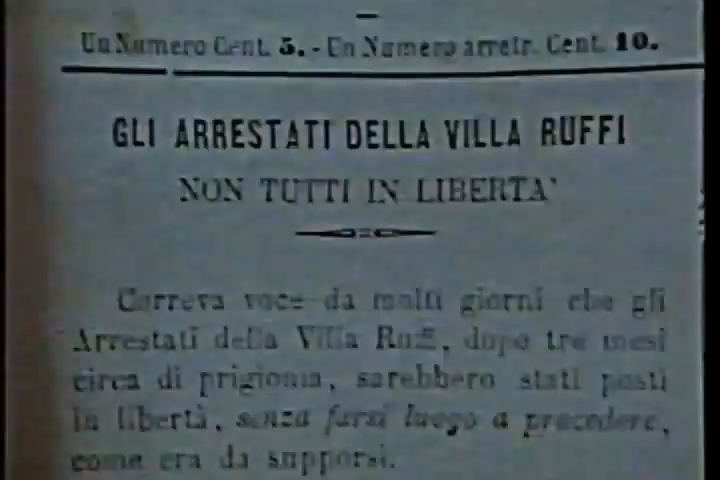 Un Numero Cent. 5. - Un Numero arretr. Cent. 10.
GLI ARRESTATI DELLA VILLA RUFFI
NON TUTTI IN LIBERTA'
Correva voce da molti giorni che gli
Arrestati della Villa Ruffi, dopo tre mesi
circa di prigionia, sarebbero stati posti
in libertà, senza farsi luogo a procedere,
come era da supporsi.